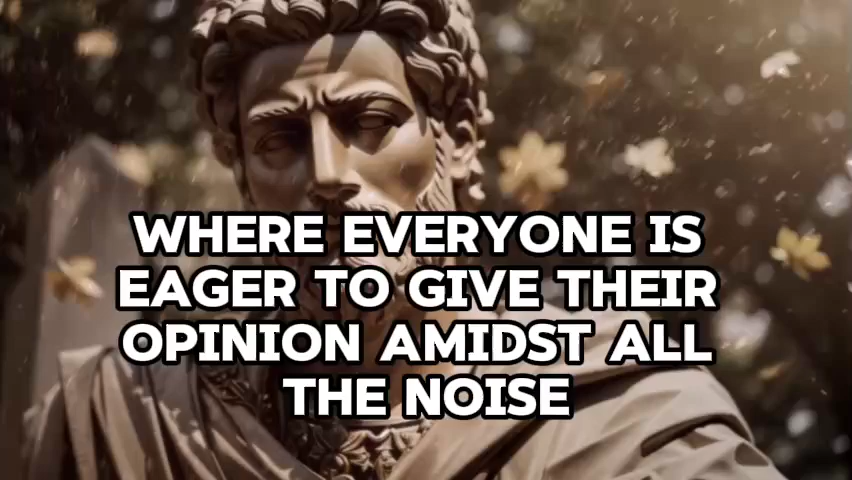 WHERE EVERYONE IS
EAGER TO GIVE THEIR
OPINION AMIDST ALL
THE NOISE